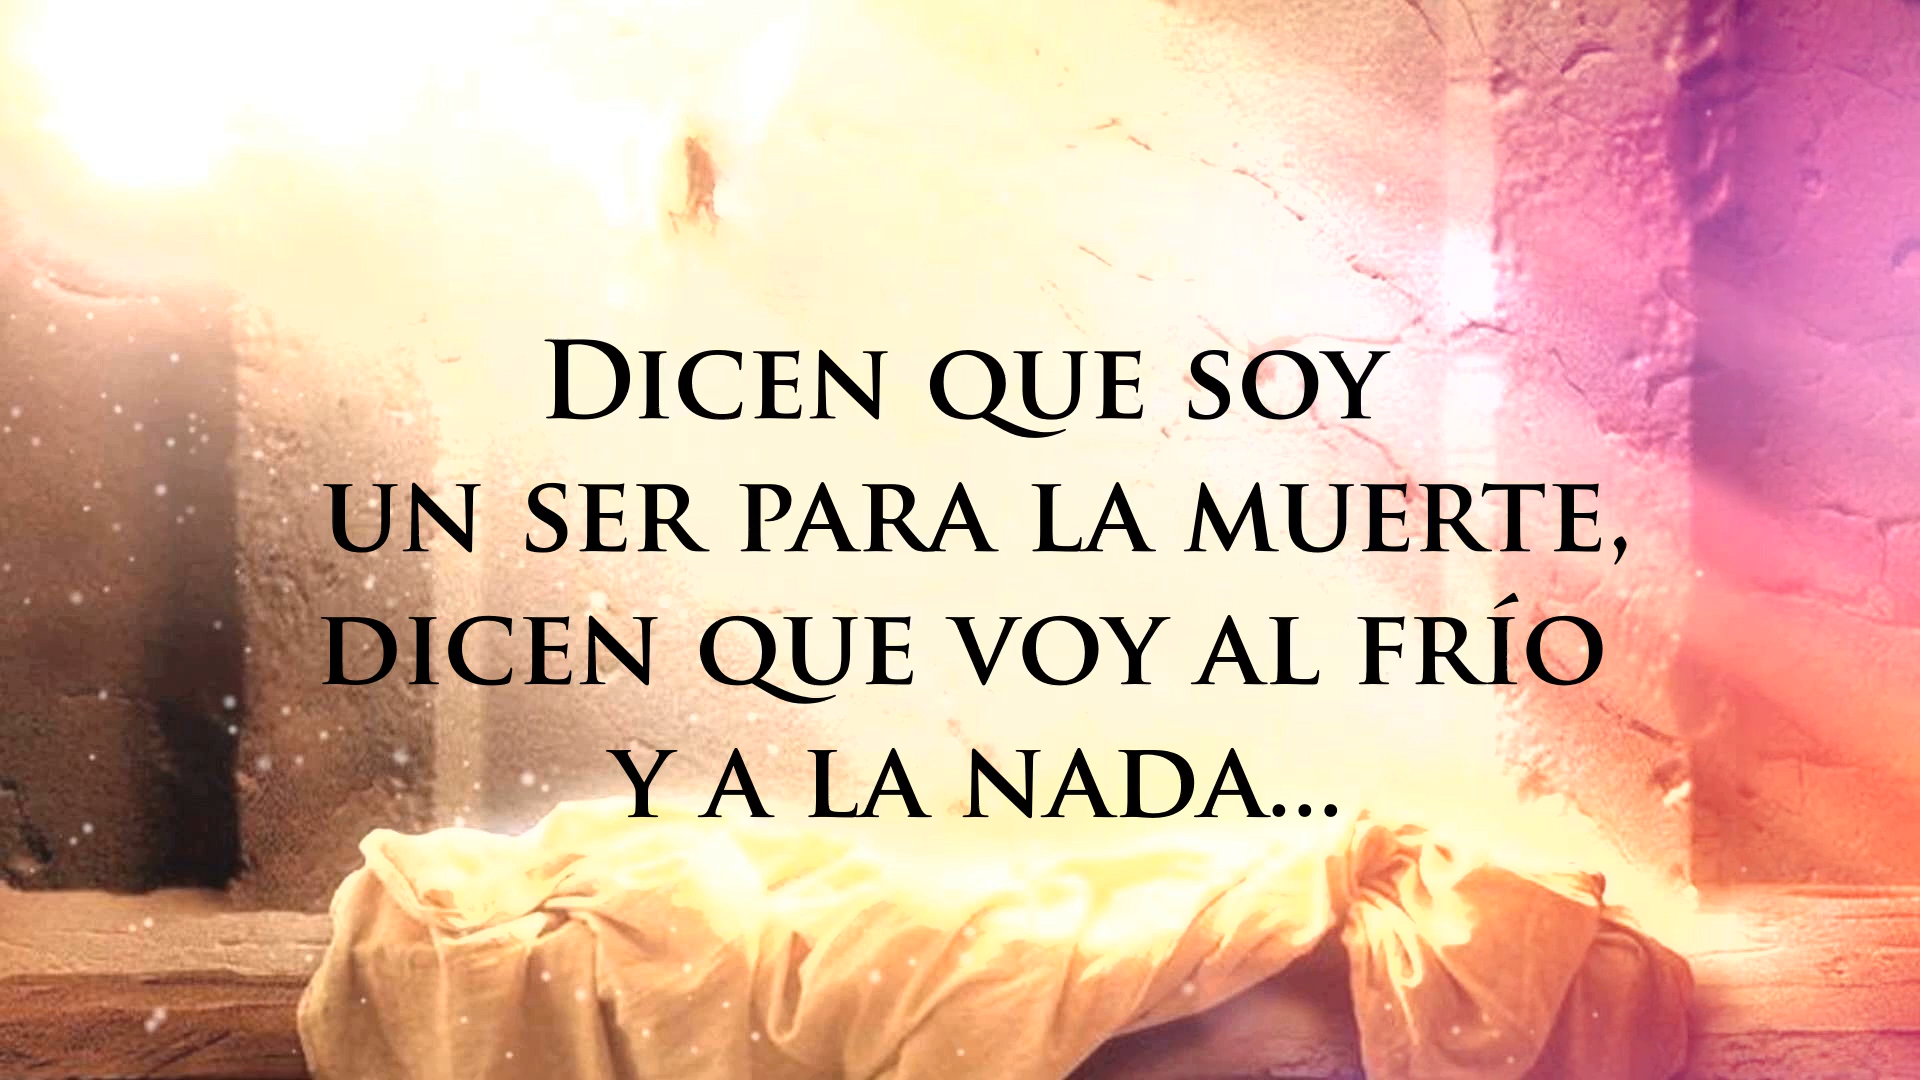 Dicen que soy
un ser para la muerte,
dicen que voy al frío
y a la nada...